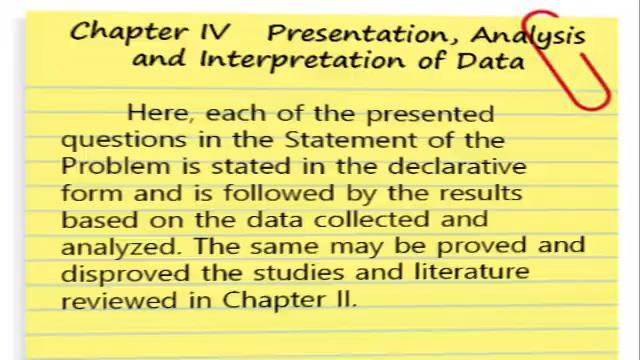 Chapter IV Presentation, Analysis
and Interpretation of Data
Here, each of the presented
questions in the Statement of the
Problem is stated in the declarative
form and is followed by the results
based on the data collected and
analyzed. The same may be proved and
disproved the studies and literature
reviewed in Chapter II.